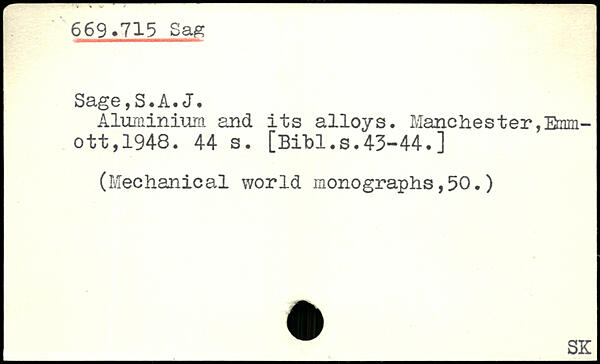 669.715 Sag
Sage,S.A.J.
Aluminium and its alloys. Manchester,Emm-
ott,1948. 44 s. [Bibl.s.43-44.]
(Mechanical world monographs,50.)
SK